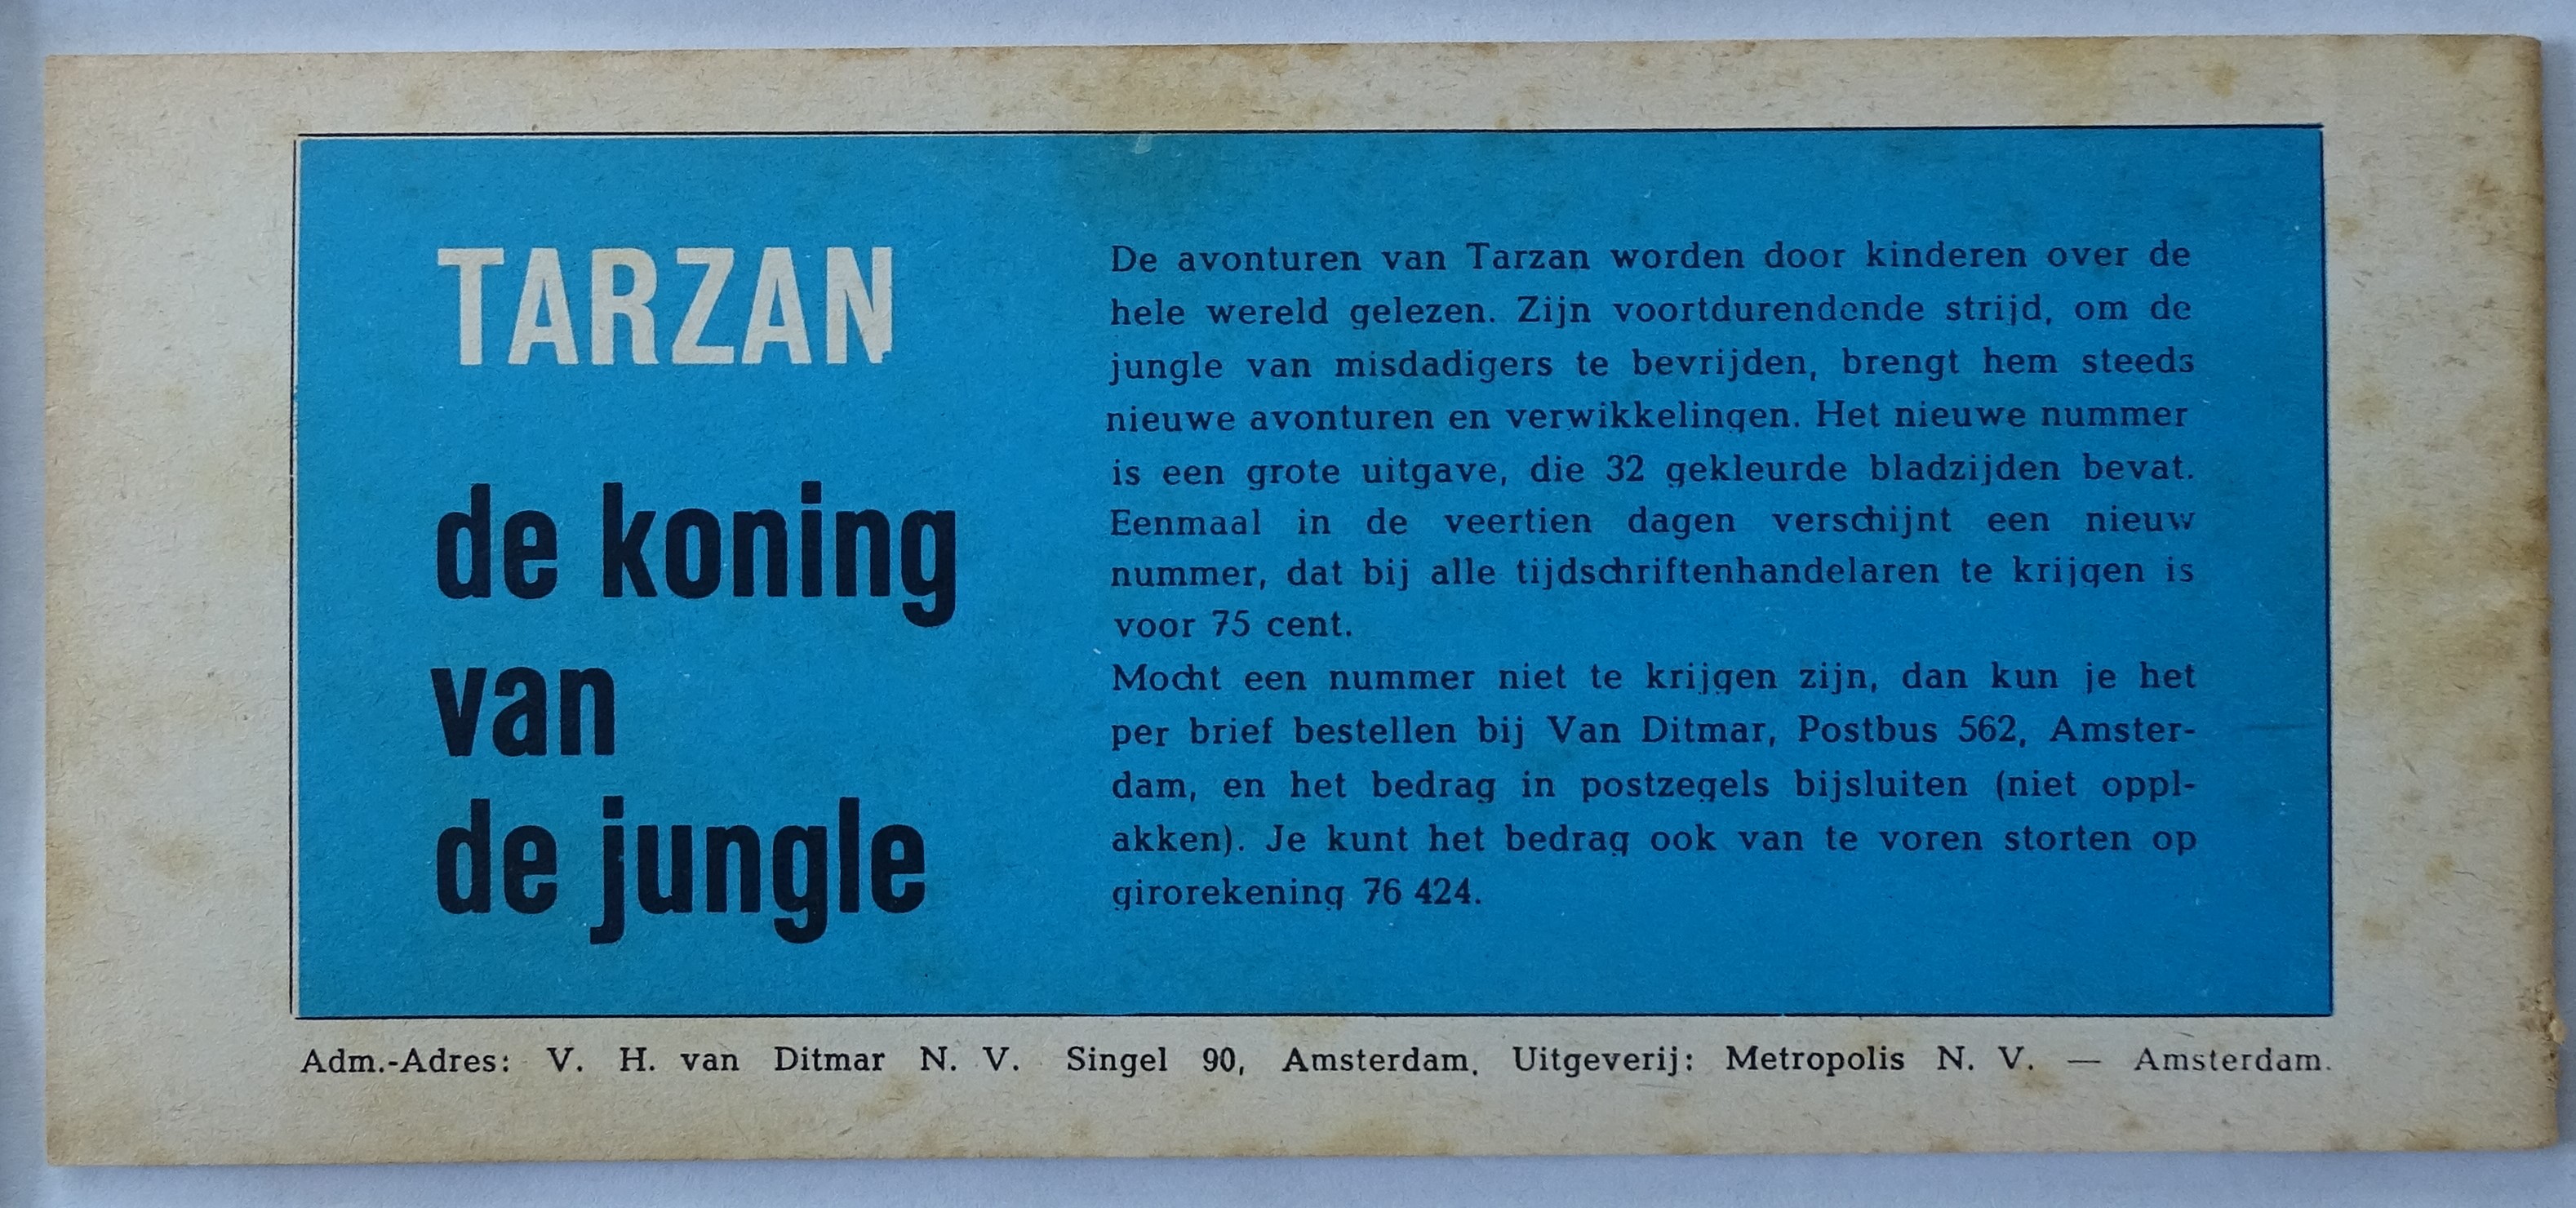 TARZAN
de koning
van
de jungle
De avonturen van Tarzan worden door kinderen over de
hele wereld gelezen. Zijn voortdurendende strijd, om de
jungle van misdadigers te bevrijden, brengt hem steeds
nieuwe avonturen en verwikkelingen. Het nieuwe nummer
is een grote uitgave, die 32 gekleurde bladzijden bevat.
Eenmaal in de veertien dagen verschijnt een nieuw
nummer, dat bij alle tijdschriftenhandelaren te krijgen is
voor 75 cent.
Mocht een nummer niet te krijgen zijn, dan kun je het
per brief bestellen bij Van Ditmar, Postbus 562, Amster-
dam, en het bedrag in postzegels bijsluiten (niet oppl-
akken). Je kunt het bedrag ook van te voren storten op
girorekening 76 424.
Adm.-Adres: V. H. van Ditmar N. V. Singel 90, Amsterdam. Uitgeverij: Metropolis N. V. — Amsterdam.